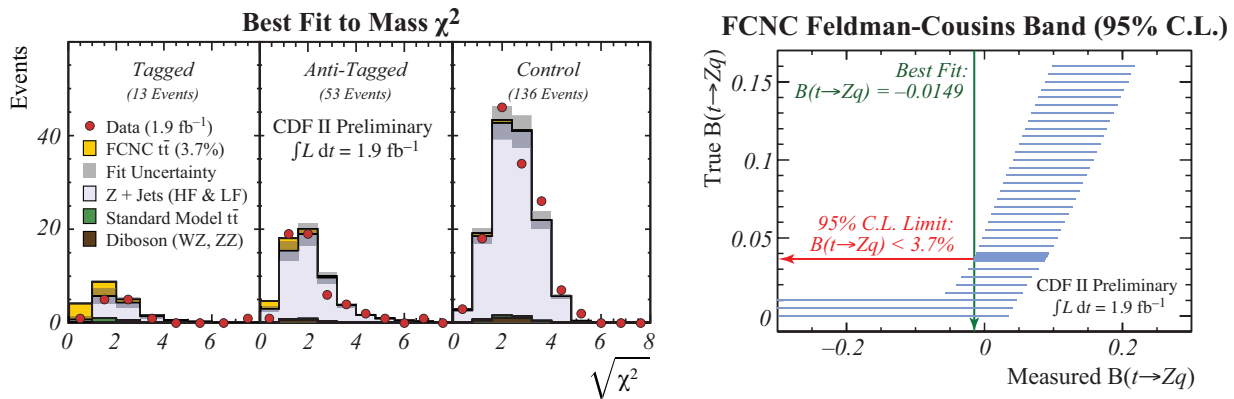 Best Fit to Mass χ²
Events
Tagged
(13 Events)
Anti-Tagged
(53 Events)
Control
(136 Events)
Data (1.9 fb⁻¹)
FCNC tt̄ (3.7%)
Fit Uncertainty
Z + Jets (HF & LF)
Standard Model tt̄
Diboson (WZ, ZZ)
CDF II Preliminary
∫L dt = 1.9 fb⁻¹
40
20
0
0 2 4 6 0 2 4 6 0 2 4 6 8
√χ²
FCNC Feldman-Cousins Band (95% C.L.)
True B(t→Zq)
0.15
0.1
0.05
0
Best Fit:
B(t→Zq) = –0.0149
95% C.L. Limit:
B(t→Zq) < 3.7%
CDF II Preliminary
∫L dt = 1.9 fb⁻¹
−0.2 0 0.2
Measured B(t→Zq)